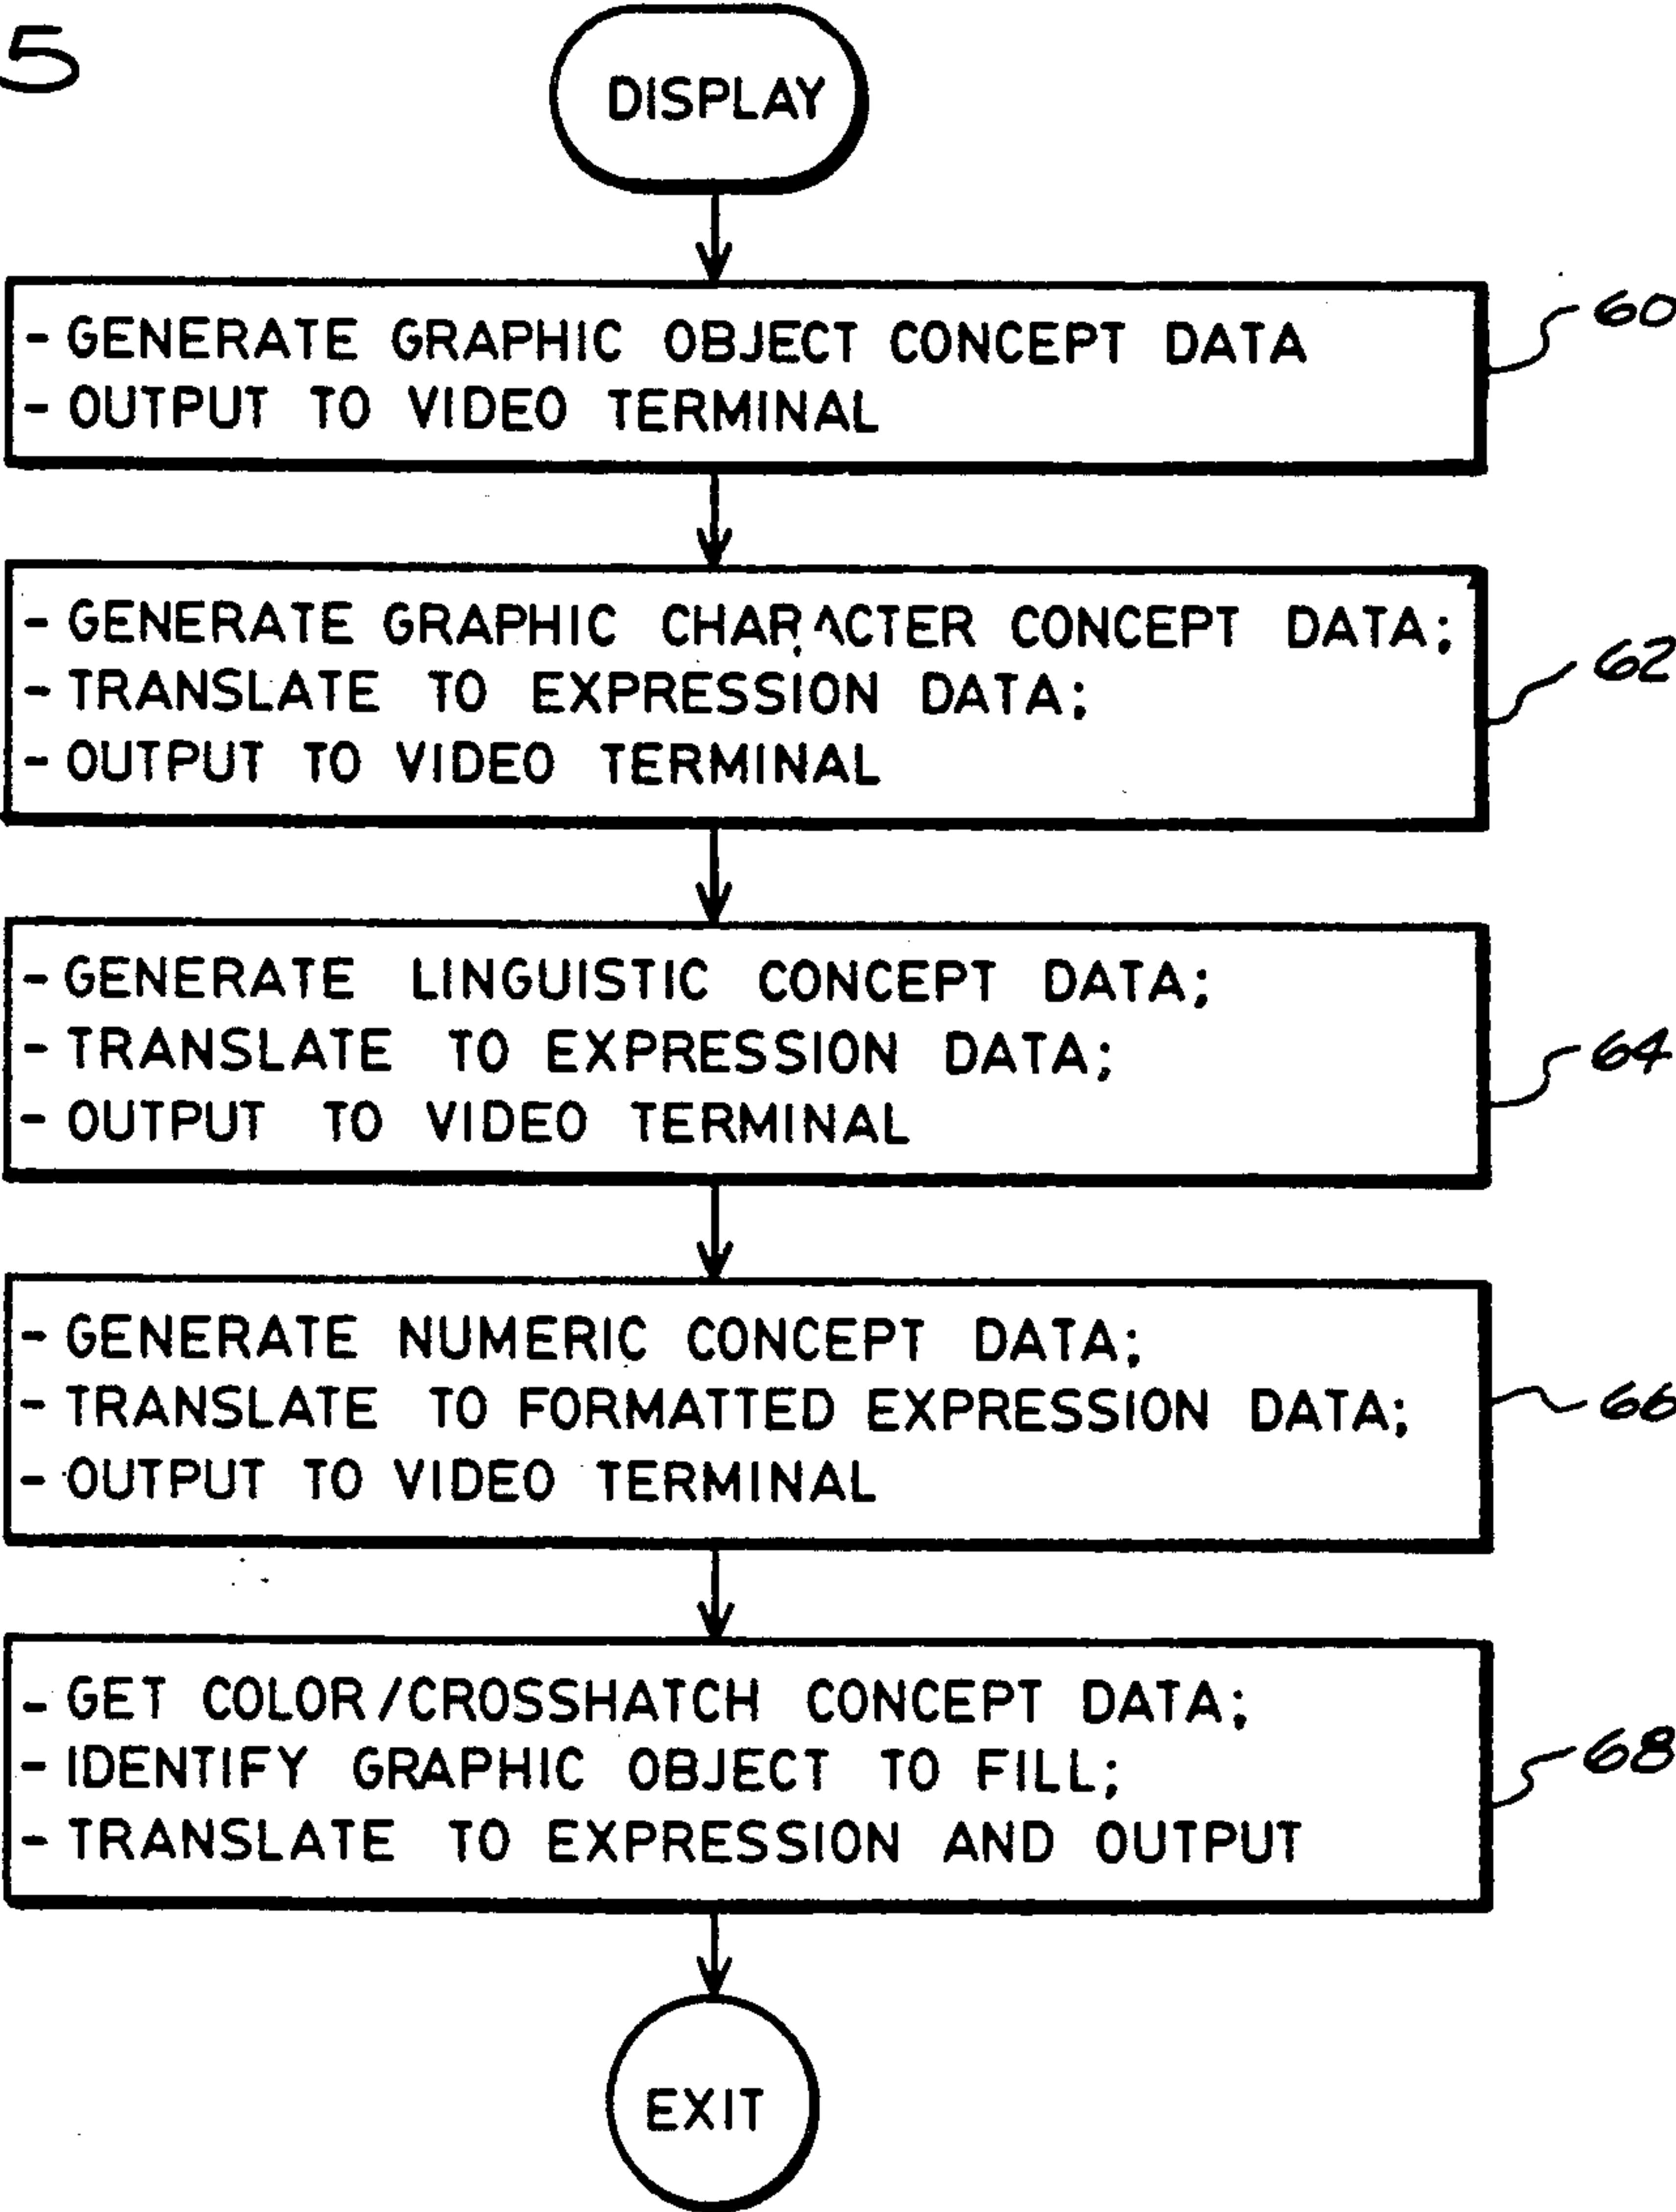 5
DISPLAY
- GENERATE GRAPHIC OBJECT CONCEPT DATA
- OUTPUT TO VIDEO TERMINAL
60
- GENERATE GRAPHIC CHARACTER CONCEPT DATA;
- TRANSLATE TO EXPRESSION DATA;
- OUTPUT TO VIDEO TERMINAL
62
- GENERATE LINGUISTIC CONCEPT DATA;
- TRANSLATE TO EXPRESSION DATA;
- OUTPUT TO VIDEO TERMINAL
64
- GENERATE NUMERIC CONCEPT DATA;
- TRANSLATE TO FORMATTED EXPRESSION DATA;
- OUTPUT TO VIDEO TERMINAL
66
- GET COLOR/CROSSHATCH CONCEPT DATA;
- IDENTIFY GRAPHIC OBJECT TO FILL;
- TRANSLATE TO EXPRESSION AND OUTPUT
68
EXIT